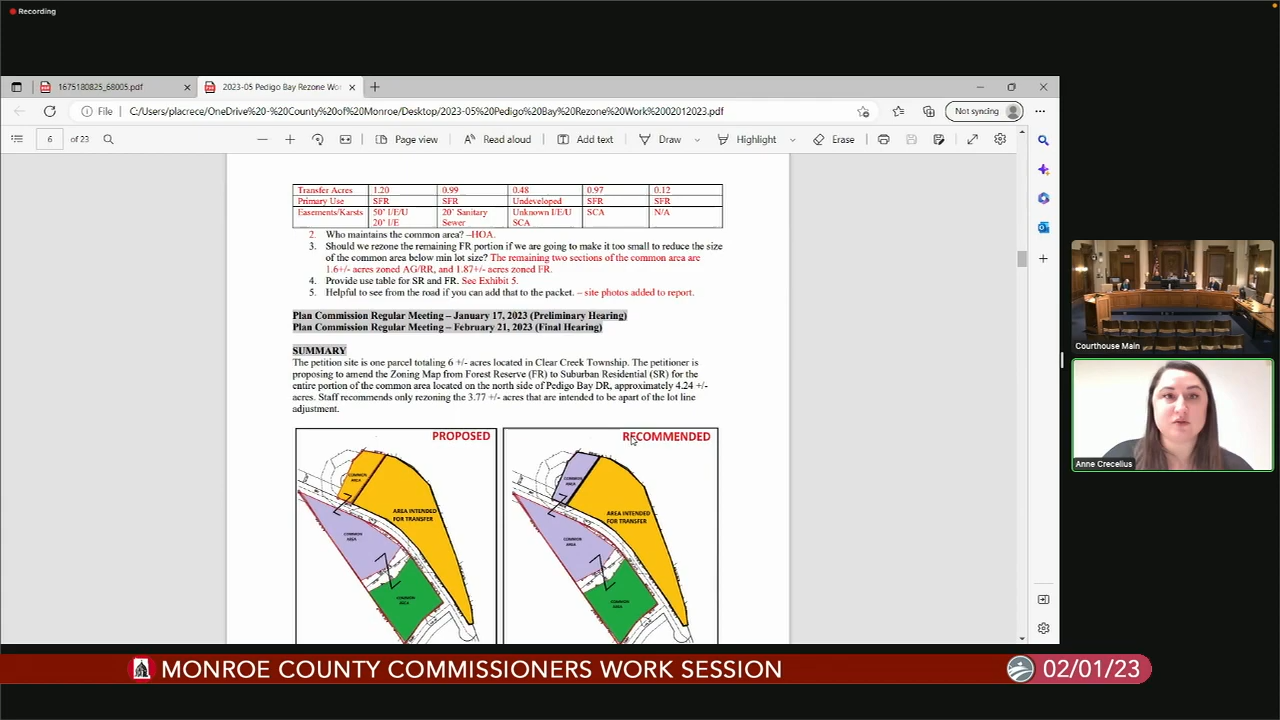 Recording
1675180825_68005.pdf
2023-05 Pedigo Bay Rezone Wor
File
C:/Users/placrece/OneDrive%20-%20County%20of%20Monroe/Desktop/2023-05%20Pedigo%20Bay%20Rezone%20Work%202012023.pdf
Not syncing
6 of 23
Page view
Read aloud
Add text
Draw
Highlight
Erase
Transfer Acres 1.20 0.99 0.48 0.97 0.12
Primary Use SFR SFR Undeveloped SFR SFR
Easements/Karsts 50' I/E/U 20' Sanitary Unknown I/E/U SCA N/A
20' I/E Sewer SCA
2. Who maintains the common area? –HOA.
3. Should we rezone the remaining FR portion if we are going to make it too small to reduce the size
of the common area below min lot size? The remaining two sections of the common area are
1.6+/- acres zoned AG/RR, and 1.87+/- acres zoned FR.
4. Provide use table for SR and FR. See Exhibit 5.
5. Helpful to see from the road if you can add that to the packet. – site photos added to report.
Plan Commission Regular Meeting – January 17, 2023 (Preliminary Hearing)
Plan Commission Regular Meeting – February 21, 2023 (Final Hearing)
SUMMARY
The petition site is one parcel totaling 6 +/- acres located in Clear Creek Township. The petitioner is
proposing to amend the Zoning Map from Forest Reserve (FR) to Suburban Residential (SR) for the
entire portion of the common area located on the north side of Pedigo Bay DR, approximately 4.24 +/-
acres. Staff recommends only rezoning the 3.77 +/- acres that are intended to be apart of the lot line
adjustment.
PROPOSED
COMMON
AREA
AREA INTENDED
FOR TRANSFER
COMMON
AREA
COMMON
AREA
RECOMMENDED
COMMON
AREA
AREA INTENDED
FOR TRANSFER
COMMON
AREA
COMMON
AREA
Courthouse Main
Anne Crecelius
MONROE COUNTY COMMISSIONERS WORK SESSION
02/01/23